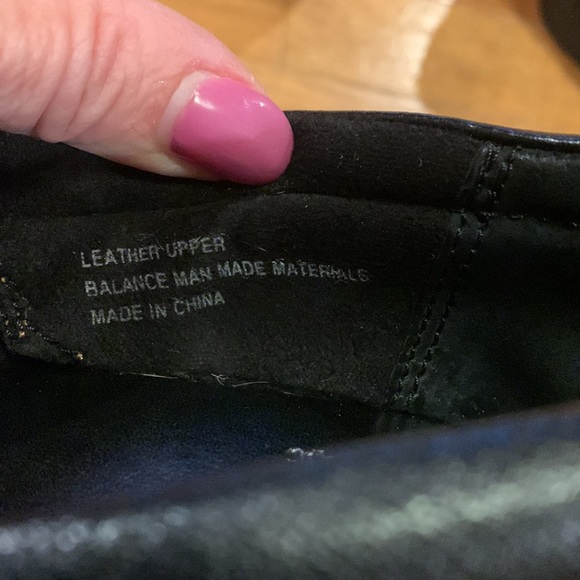 LEATHER UPPER
BALANCE MAN MADE MATERIALS
MADE IN CHINA